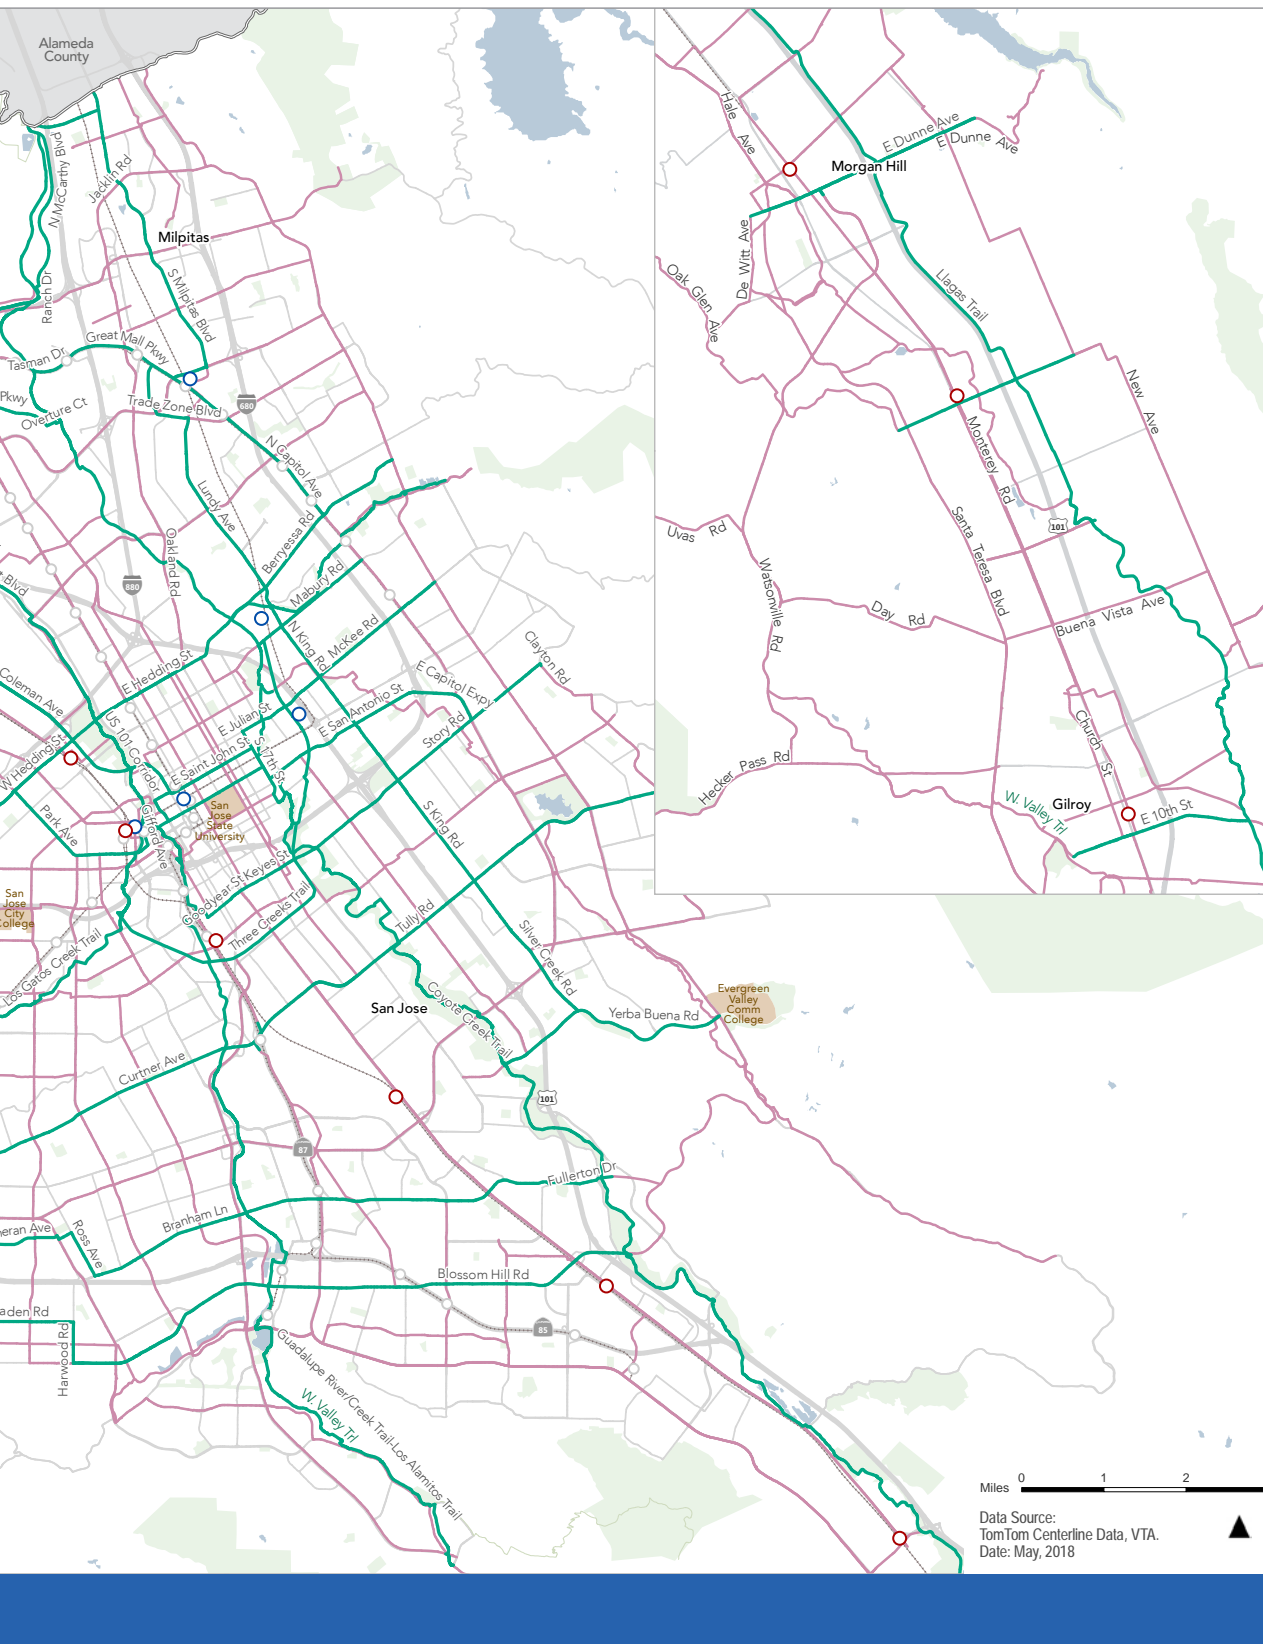 Alameda
County
N McCarthy Blvd
Jacklin Rd
Milpitas
Ranch Dr
S Milpitas Blvd
Great Mall Pkwy
Tasman Dr
Pkwy
Overture Ct
Trade Zone Blvd
680
N Capitol Ave
Lundy Ave
Berryessa Rd
Oakland Rd
Mabury Rd
880
Blvd
N King Rd
McKee Rd
Clayton Rd
E Hedding St
E Capitol Expy
Coleman Ave
US 101 Corridor
E Julian St
E San Antonio St
Story Rd
W Hedding St
E Saint John St
S 17th St
Park Ave
Gifford Ave
San
Jose
State
University
S King Rd
Goodyear St
Keyes St
San
Jose
City
College
Three Creeks Trail
Tully Rd
Los Gatos Creek Trail
Silver Creek Rd
San Jose
Coyote Creek Trail
Yerba Buena Rd
Evergreen
Valley
Comm
College
Curtner Ave
101
87
Fullerton Dr
Branham Ln
eran Ave
Ross Ave
Blossom Hill Rd
aden Rd
Harwood Rd
85
Guadalupe River/Creek Trail-Los Alamitos Trail
W. Valley Trl
Hale Ave
E Dunne Ave
E Dunne Ave
Morgan Hill
De Witt Ave
Oak Glen Ave
Llagas Trail
New Ave
Monterey Rd
101
Uvas Rd
Santa Teresa Blvd
Watsonville Rd
Day Rd
Buena Vista Ave
Church St
Hecker Pass Rd
W. Valley Trl
Gilroy
E 10th St
Miles
0 1 2
Data Source:
TomTom Centerline Data, VTA.
Date: May, 2018